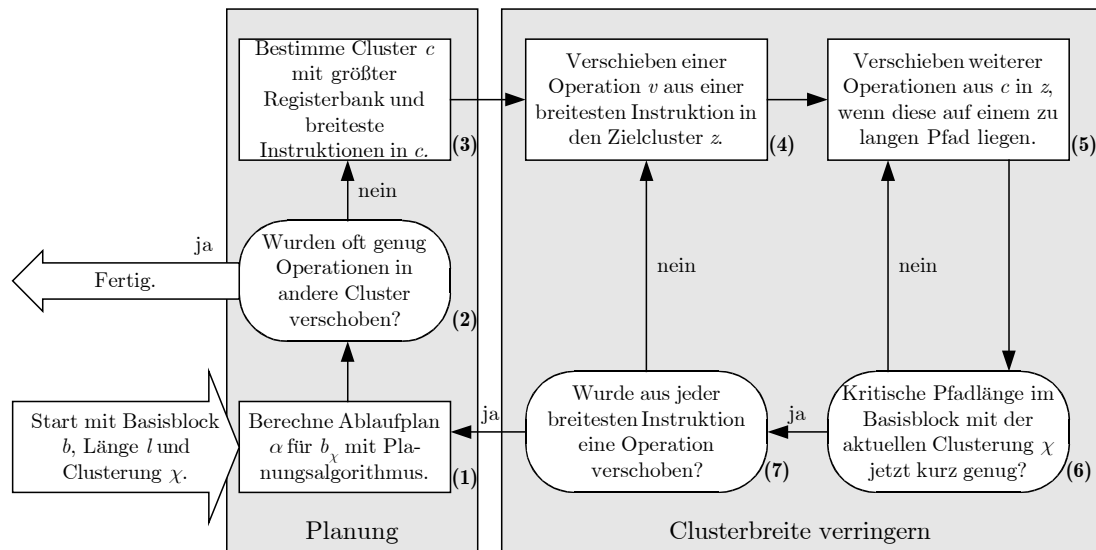 Bestimme Cluster c
mit größter
Registerbank und
breiteste
Instruktionen in c.
(3)
Verschieben einer
Operation v aus einer
breitesten Instruktion in
den Zielcluster z.
(4)
Verschieben weiterer
Operationen aus c in z,
wenn diese auf einem zu
langen Pfad liegen.
(5)
nein
ja
Fertig.
Wurden oft genug
Operationen in
andere Cluster
verschoben?
(2)
nein
nein
Start mit Basisblock
b, Länge l und
Clusterung χ.
Berechne Ablaufplan
α für bχ mit Pla-
nungsalgorithmus.
(1)
ja
Wurde aus jeder
breitesten Instruktion
eine Operation
verschoben?
(7)
ja
Kritische Pfadlänge im
Basisblock mit der
aktuellen Clusterung χ
jetzt kurz genug?
(6)
Planung
Clusterbreite verringern